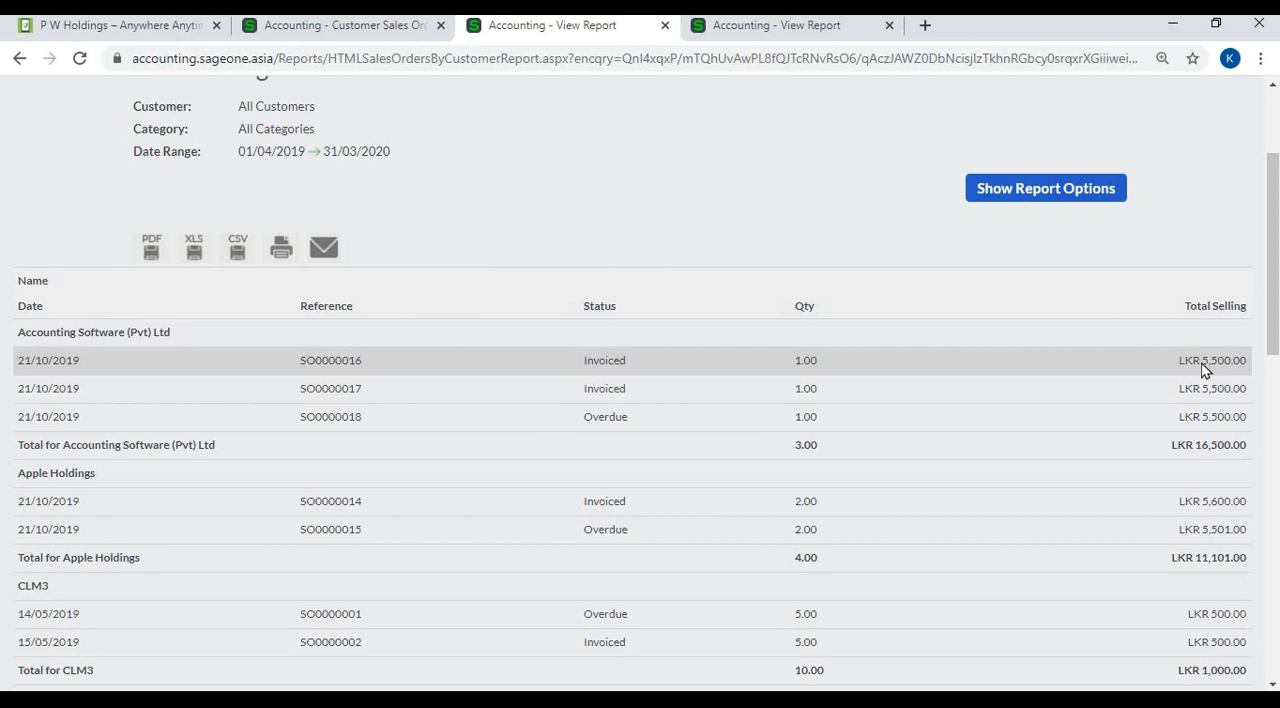 P W Holdings – Anywhere Anytin
Accounting - Customer Sales Orc
Accounting - View Report
Accounting - View Report
accounting.sageone.asia/Reports/HTMLSalesOrdersByCustomerReport.aspx?encqry=QnI4xqxP/mTQhUvAwPL8fQJTcRNvRsO6/qAczJAWZ0DbNcisjIzTkhnRGbcy0srqxrXGiiiwei...
K
Customer: All Customers
Category: All Categories
Date Range: 01/04/2019 → 31/03/2020
Show Report Options
PDF XLS CSV
Name
Date Reference Status Qty Total Selling
Accounting Software (Pvt) Ltd
21/10/2019 SO0000016 Invoiced 1.00 LKR 5,500.00
21/10/2019 SO0000017 Invoiced 1.00 LKR 5,500.00
21/10/2019 SO0000018 Overdue 1.00 LKR 5,500.00
Total for Accounting Software (Pvt) Ltd 3.00 LKR 16,500.00
Apple Holdings
21/10/2019 SO0000014 Invoiced 2.00 LKR 5,600.00
21/10/2019 SO0000015 Overdue 2.00 LKR 5,501.00
Total for Apple Holdings 4.00 LKR 11,101.00
CLM3
14/05/2019 SO0000001 Overdue 5.00 LKR 500.00
15/05/2019 SO0000002 Invoiced 5.00 LKR 500.00
Total for CLM3 10.00 LKR 1,000.00